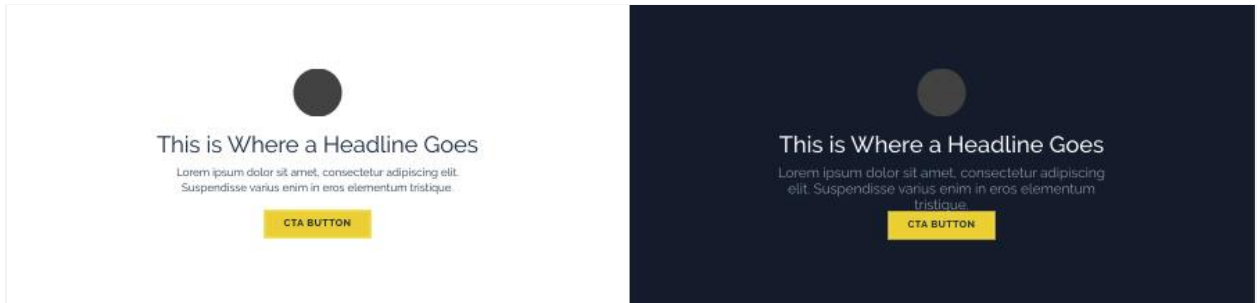 This is Where a Headline Goes
Lorem ipsum dolor sit amet, consectetur adipiscing elit.
Suspendisse varius enim in eros elementum tristique.
CTA BUTTON
This is Where a Headline Goes
Lorem ipsum dolor sit amet, consectetur adipiscing
elit. Suspendisse varius enim in eros elementum
tristique.
CTA BUTTON